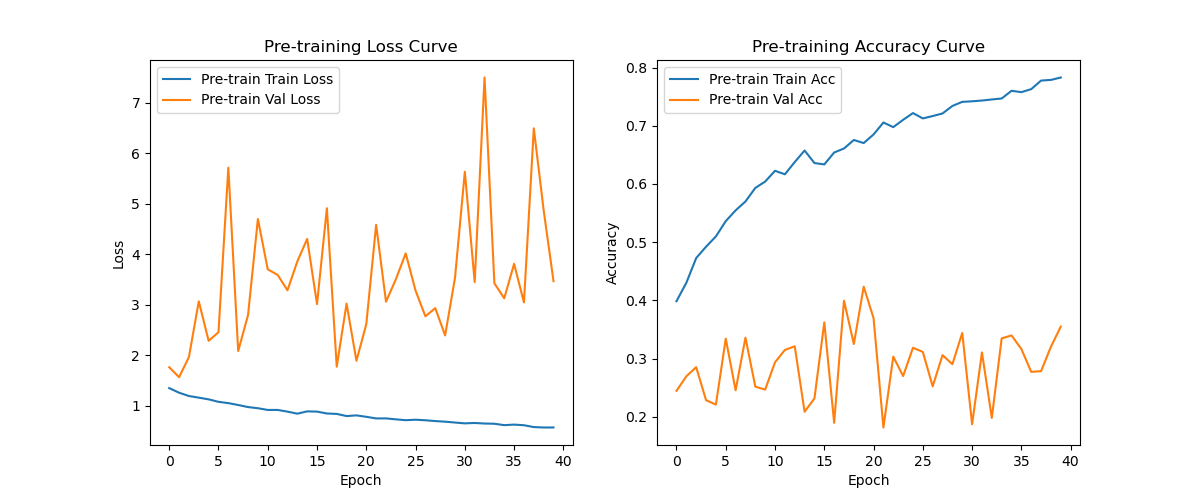 Pre-training Loss Curve
Pre-train Train Loss
Pre-train Val Loss
Loss
7
6
5
4
3
2
1
0 5 10 15 20 25 30 35 40
Epoch
Pre-training Accuracy Curve
Pre-train Train Acc
Pre-train Val Acc
Accuracy
0.8
0.7
0.6
0.5
0.4
0.3
0.2
0 5 10 15 20 25 30 35 40
Epoch